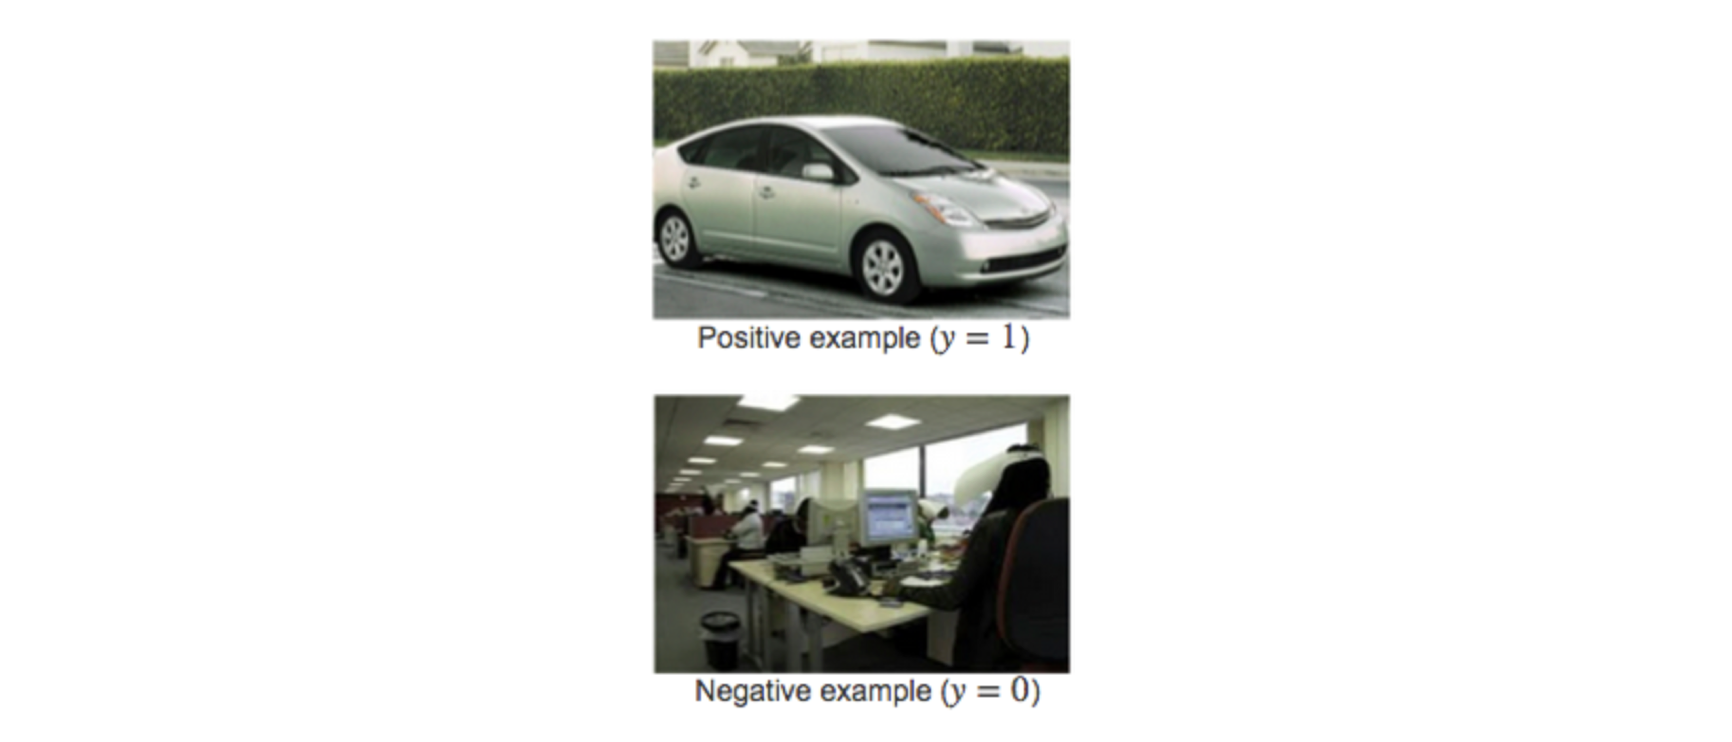 Positive example (y = 1)
Negative example (y = 0)